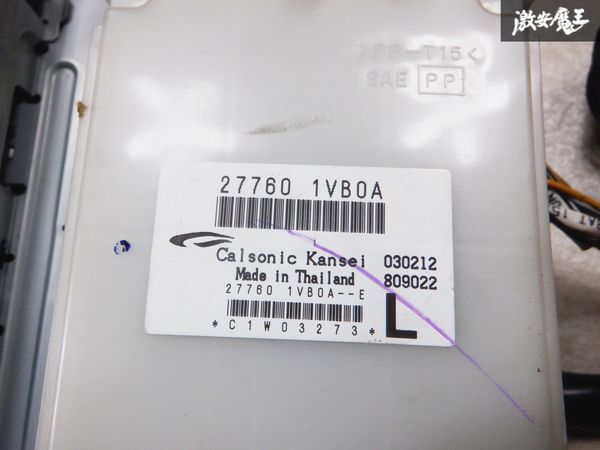 激安魔王
>PP-T15<
SAE PP
27760 1VB0A
Calsonic Kansei 030212
Made in Thailand 809022
27760 1VB0A--E
*C1W03273* L